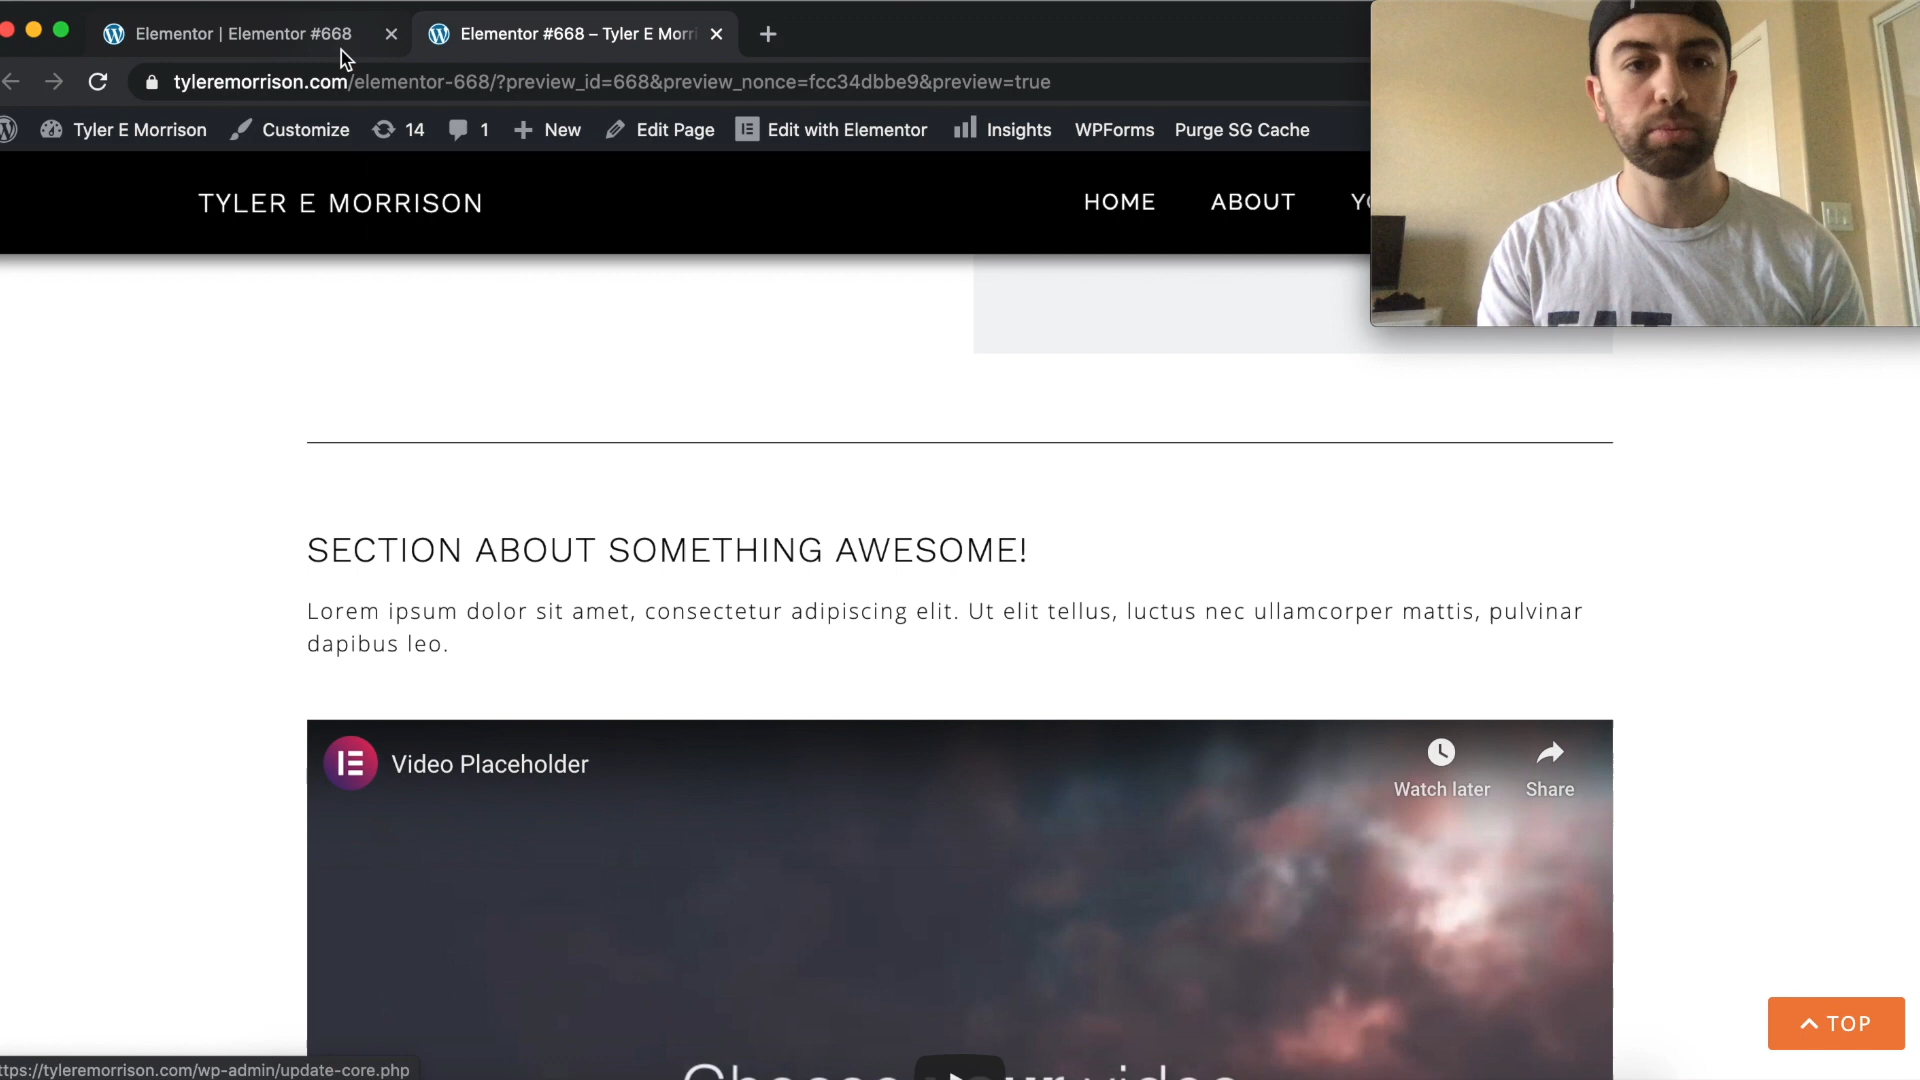 Elementor | Elementor #668
Elementor #668 – Tyler E Morri
tyleremorrison.com/elementor-668/?preview_id=668&preview_nonce=fcc34dbbe9&preview=true
Tyler E Morrison Customize 14 1 New Edit Page Edit with Elementor Insights WPForms Purge SG Cache
TYLER E MORRISON HOME ABOUT
SECTION ABOUT SOMETHING AWESOME!
Lorem ipsum dolor sit amet, consectetur adipiscing elit. Ut elit tellus, luctus nec ullamcorper mattis, pulvinar
dapibus leo.
Video Placeholder
Watch later Share
Choose your video
TOP
ttps://tyleremorrison.com/wp-admin/update-core.php